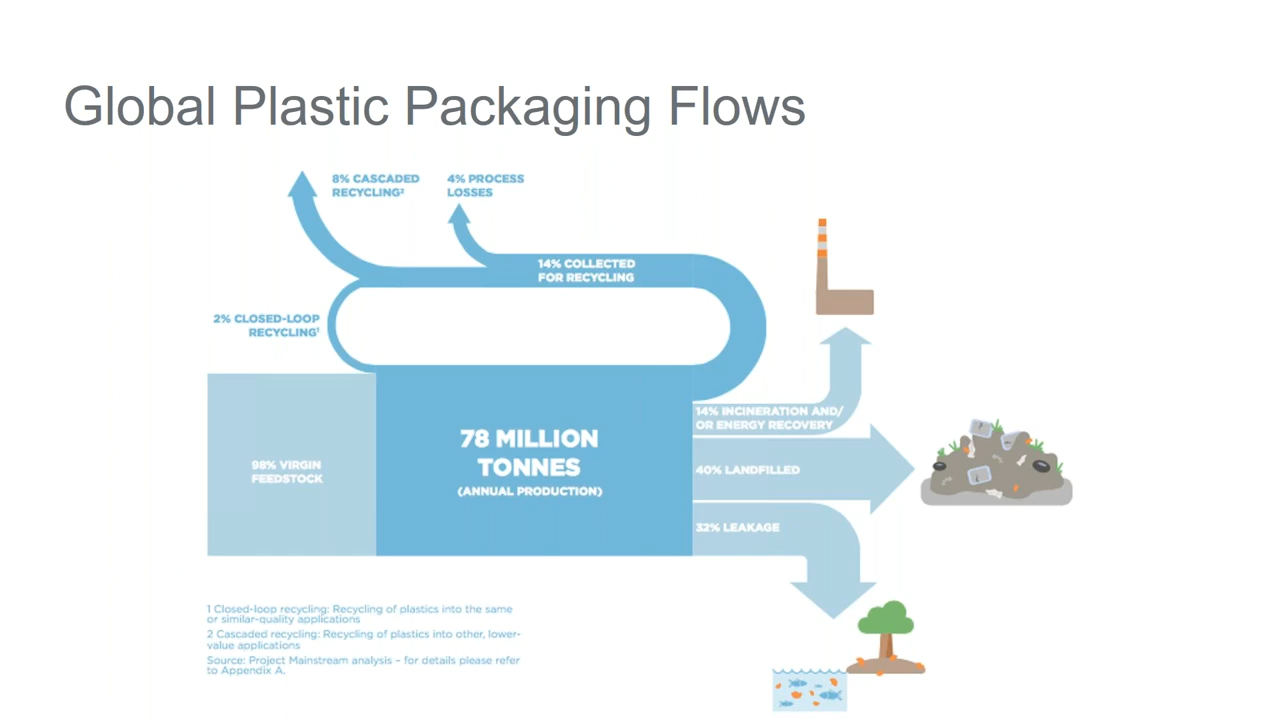 Global Plastic Packaging Flows
8% CASCADED
RECYCLING²
4% PROCESS
LOSSES
14% COLLECTED
FOR RECYCLING
2% CLOSED-LOOP
RECYCLING¹
98% VIRGIN
FEEDSTOCK
78 MILLION
TONNES
(ANNUAL PRODUCTION)
14% INCINERATION AND/
OR ENERGY RECOVERY
40% LANDFILLED
32% LEAKAGE
1 Closed-loop recycling: Recycling of plastics into the same
or similar-quality applications
2 Cascaded recycling: Recycling of plastics into other, lower-
value applications
Source: Project Mainstream analysis – for details please refer
to Appendix A.